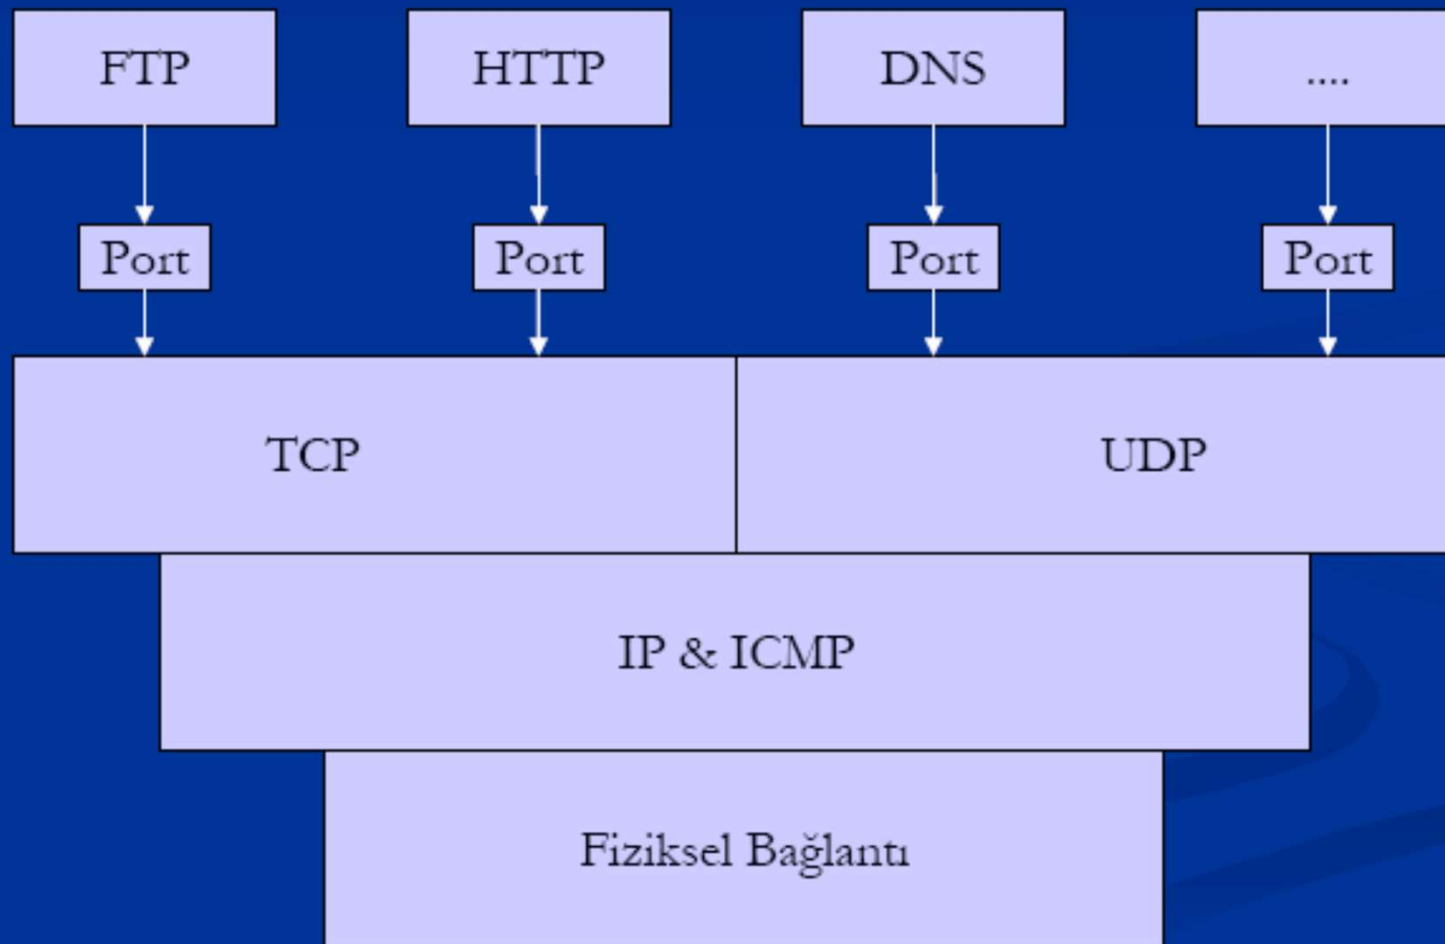 FTP
HTTP
DNS
....
Port
Port
Port
Port
TCP
UDP
IP & ICMP
Fiziksel Bağlantı